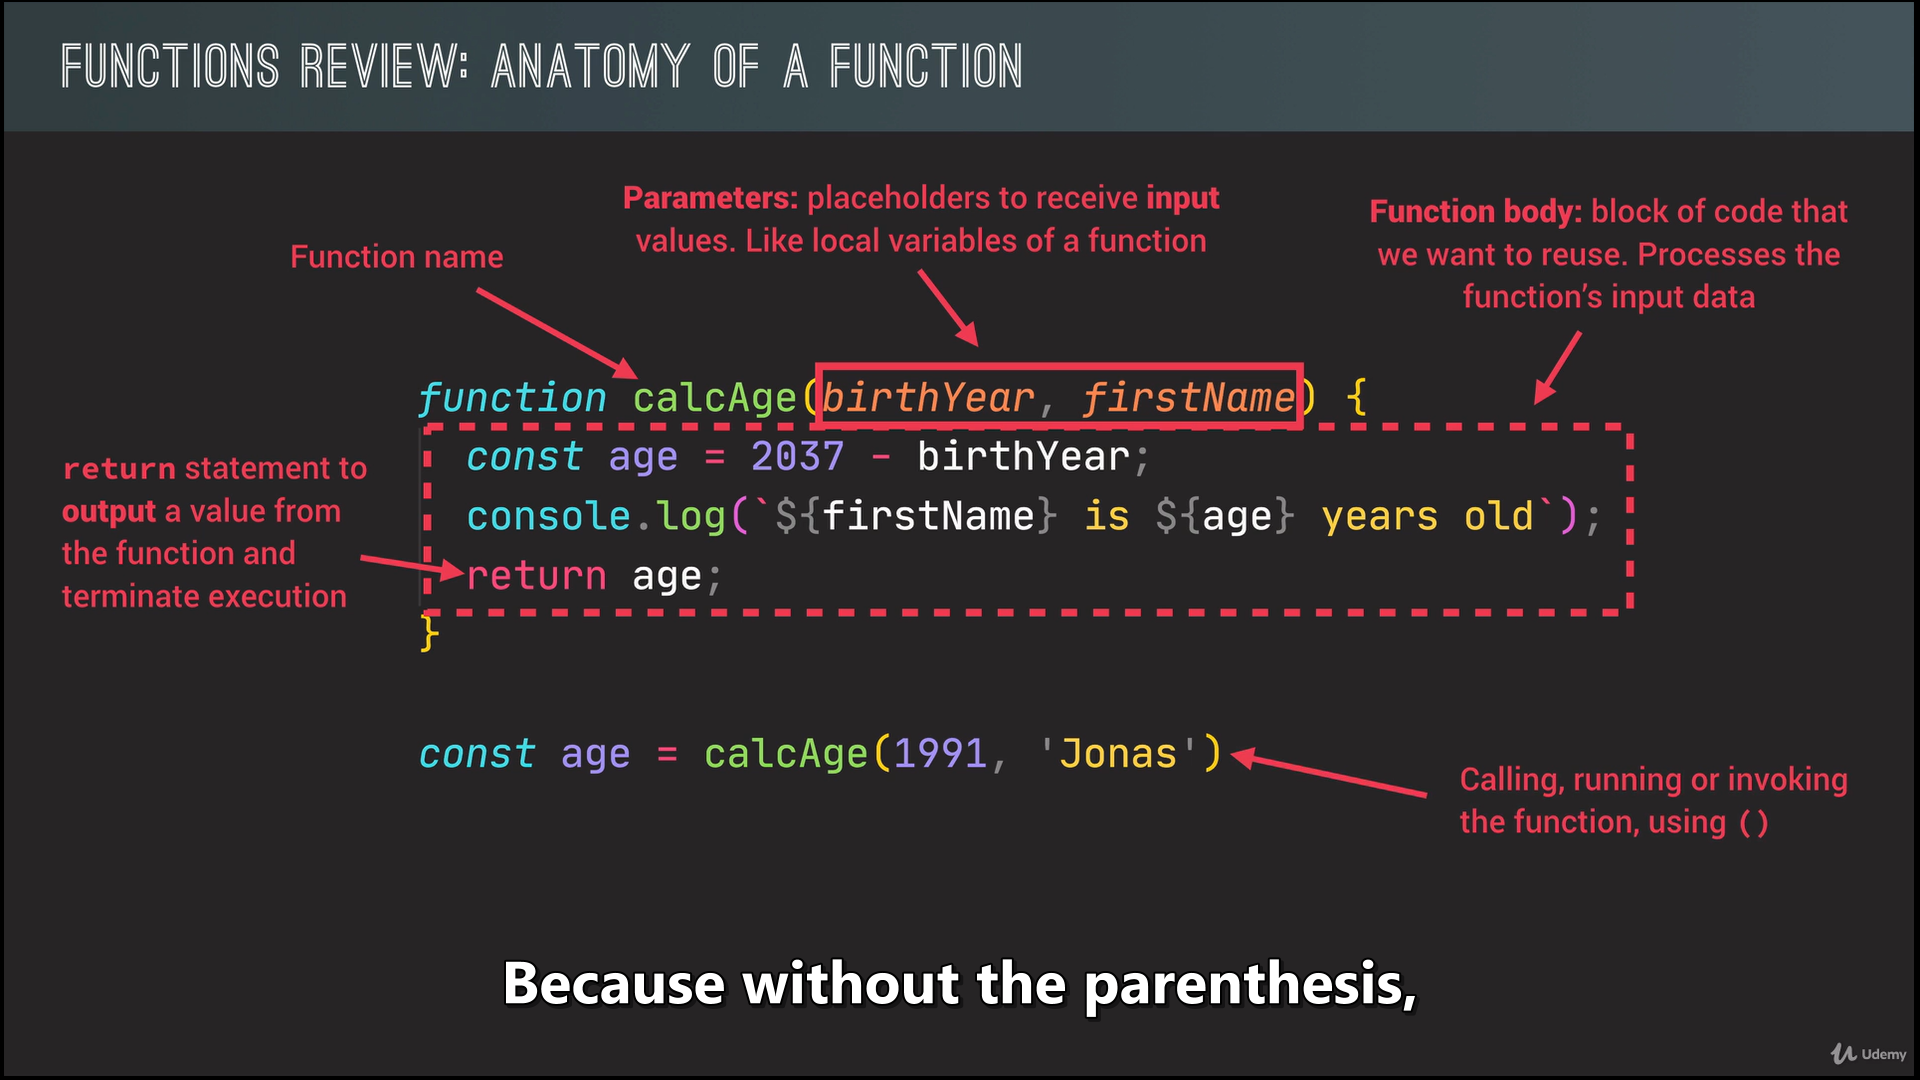 FUNCTIONS REVIEW: ANATOMY OF A FUNCTION
Function name
Parameters: placeholders to receive input
values. Like local variables of a function
Function body: block of code that
we want to reuse. Processes the
function’s input data
function calcAge(birthYear, firstName) {
const age = 2037 - birthYear;
console.log(`${firstName} is ${age} years old`);
return age;
}
return statement to
output a value from
the function and
terminate execution
const age = calcAge(1991, 'Jonas')
Calling, running or invoking
the function, using ()
Because without the parenthesis,
Udemy